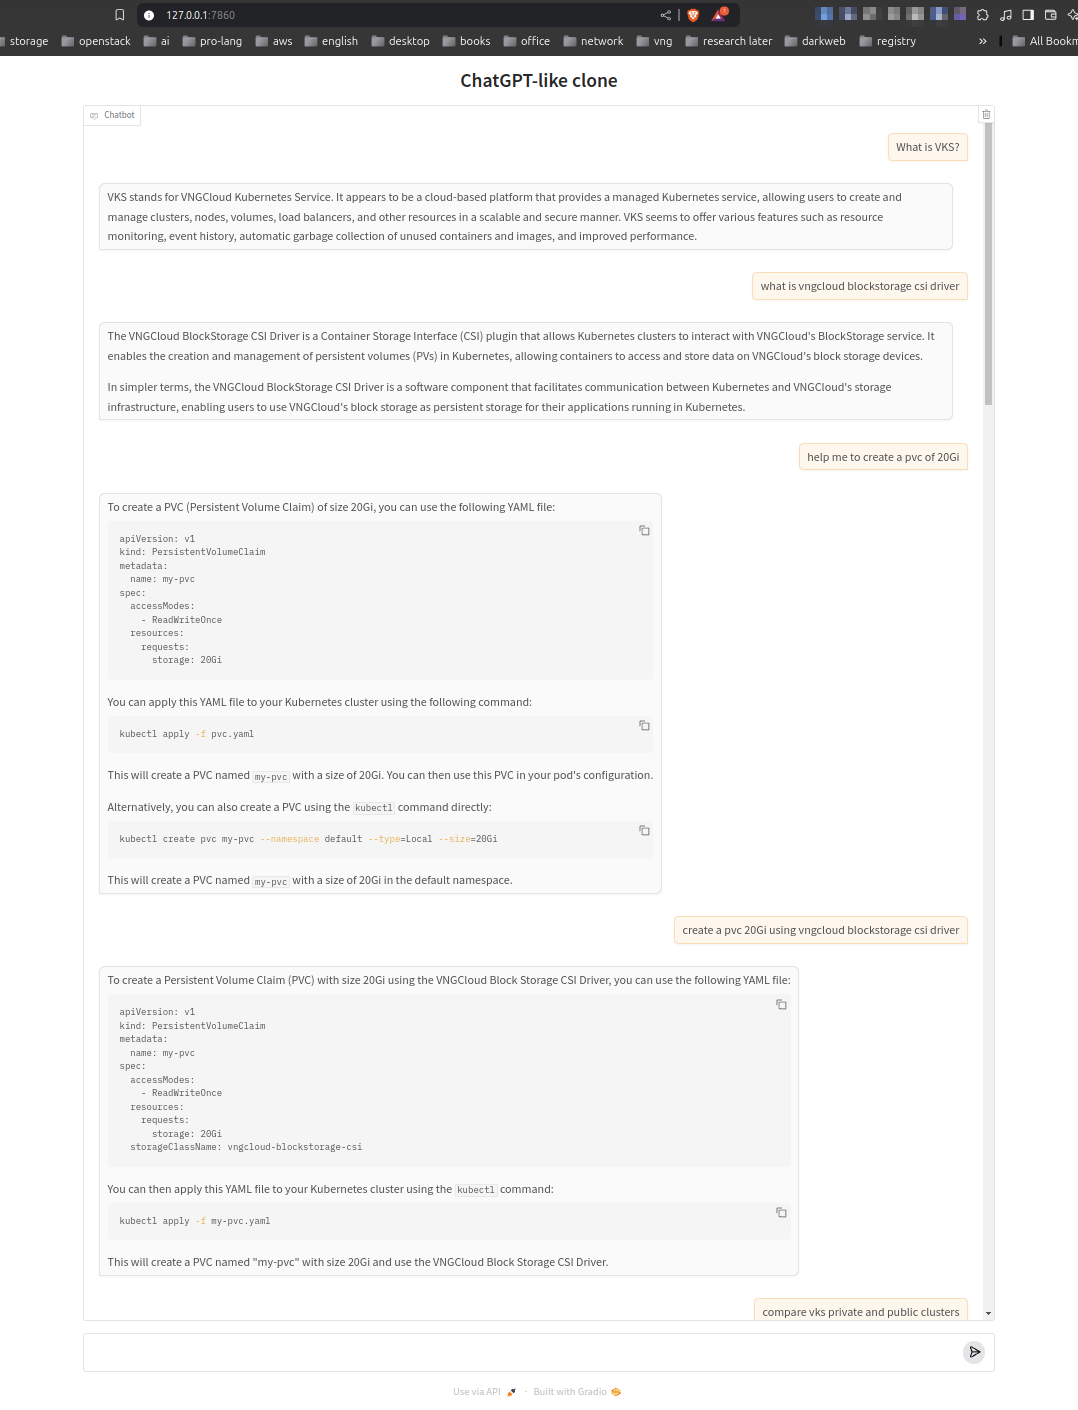 127.0.0.1:7860
storage openstack ai pro-lang aws english desktop books office network vng research later darkweb registry » All Bookm
ChatGPT-like clone
Chatbot
What is VKS?
VKS stands for VNGCloud Kubernetes Service. It appears to be a cloud-based platform that provides a managed Kubernetes service, allowing users to create and
manage clusters, nodes, volumes, load balancers, and other resources in a scalable and secure manner. VKS seems to offer various features such as resource
monitoring, event history, automatic garbage collection of unused containers and images, and improved performance.
what is vngcloud blockstorage csi driver
The VNGCloud BlockStorage CSI Driver is a Container Storage Interface (CSI) plugin that allows Kubernetes clusters to interact with VNGCloud's BlockStorage service. It
enables the creation and management of persistent volumes (PVs) in Kubernetes, allowing containers to access and store data on VNGCloud's block storage devices.
In simpler terms, the VNGCloud BlockStorage CSI Driver is a software component that facilitates communication between Kubernetes and VNGCloud's storage
infrastructure, enabling users to use VNGCloud's block storage as persistent storage for their applications running in Kubernetes.
help me to create a pvc of 20Gi
To create a PVC (Persistent Volume Claim) of size 20Gi, you can use the following YAML file:
apiVersion: v1
kind: PersistentVolumeClaim
metadata:
  name: my-pvc
spec:
  accessModes:
    - ReadWriteOnce
  resources:
    requests:
      storage: 20Gi
You can apply this YAML file to your Kubernetes cluster using the following command:
kubectl apply -f pvc.yaml
This will create a PVC named my-pvc with a size of 20Gi. You can then use this PVC in your pod's configuration.
Alternatively, you can also create a PVC using the kubectl command directly:
kubectl create pvc my-pvc --namespace default --type=Local --size=20Gi
This will create a PVC named my-pvc with a size of 20Gi in the default namespace.
create a pvc 20Gi using vngcloud blockstorage csi driver
To create a Persistent Volume Claim (PVC) with size 20Gi using the VNGCloud Block Storage CSI Driver, you can use the following YAML file:
apiVersion: v1
kind: PersistentVolumeClaim
metadata:
  name: my-pvc
spec:
  accessModes:
    - ReadWriteOnce
  resources:
    requests:
      storage: 20Gi
  storageClassName: vngcloud-blockstorage-csi
You can then apply this YAML file to your Kubernetes cluster using the kubectl command:
kubectl apply -f my-pvc.yaml
This will create a PVC named "my-pvc" with size 20Gi and use the VNGCloud Block Storage CSI Driver.
compare vks private and public clusters
Use via API · Built with Gradio